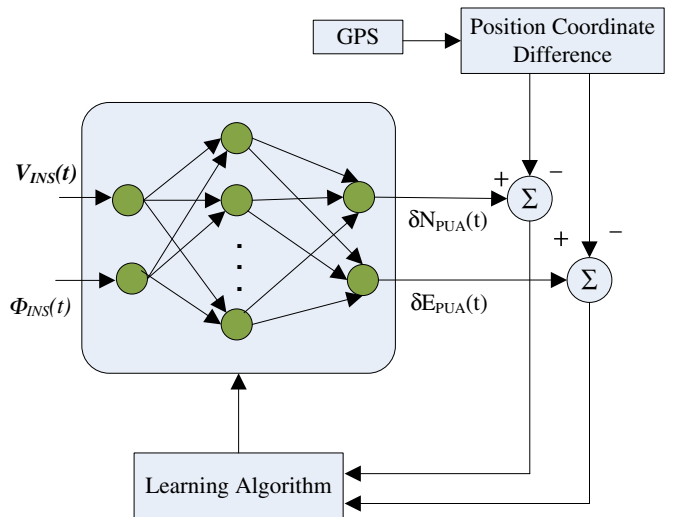 GPS
Position Coordinate
Difference
V_INS(t)
+
−
Σ
δN_PUA(t)
+
−
Σ
Φ_INS(t)
δE_PUA(t)
Learning Algorithm